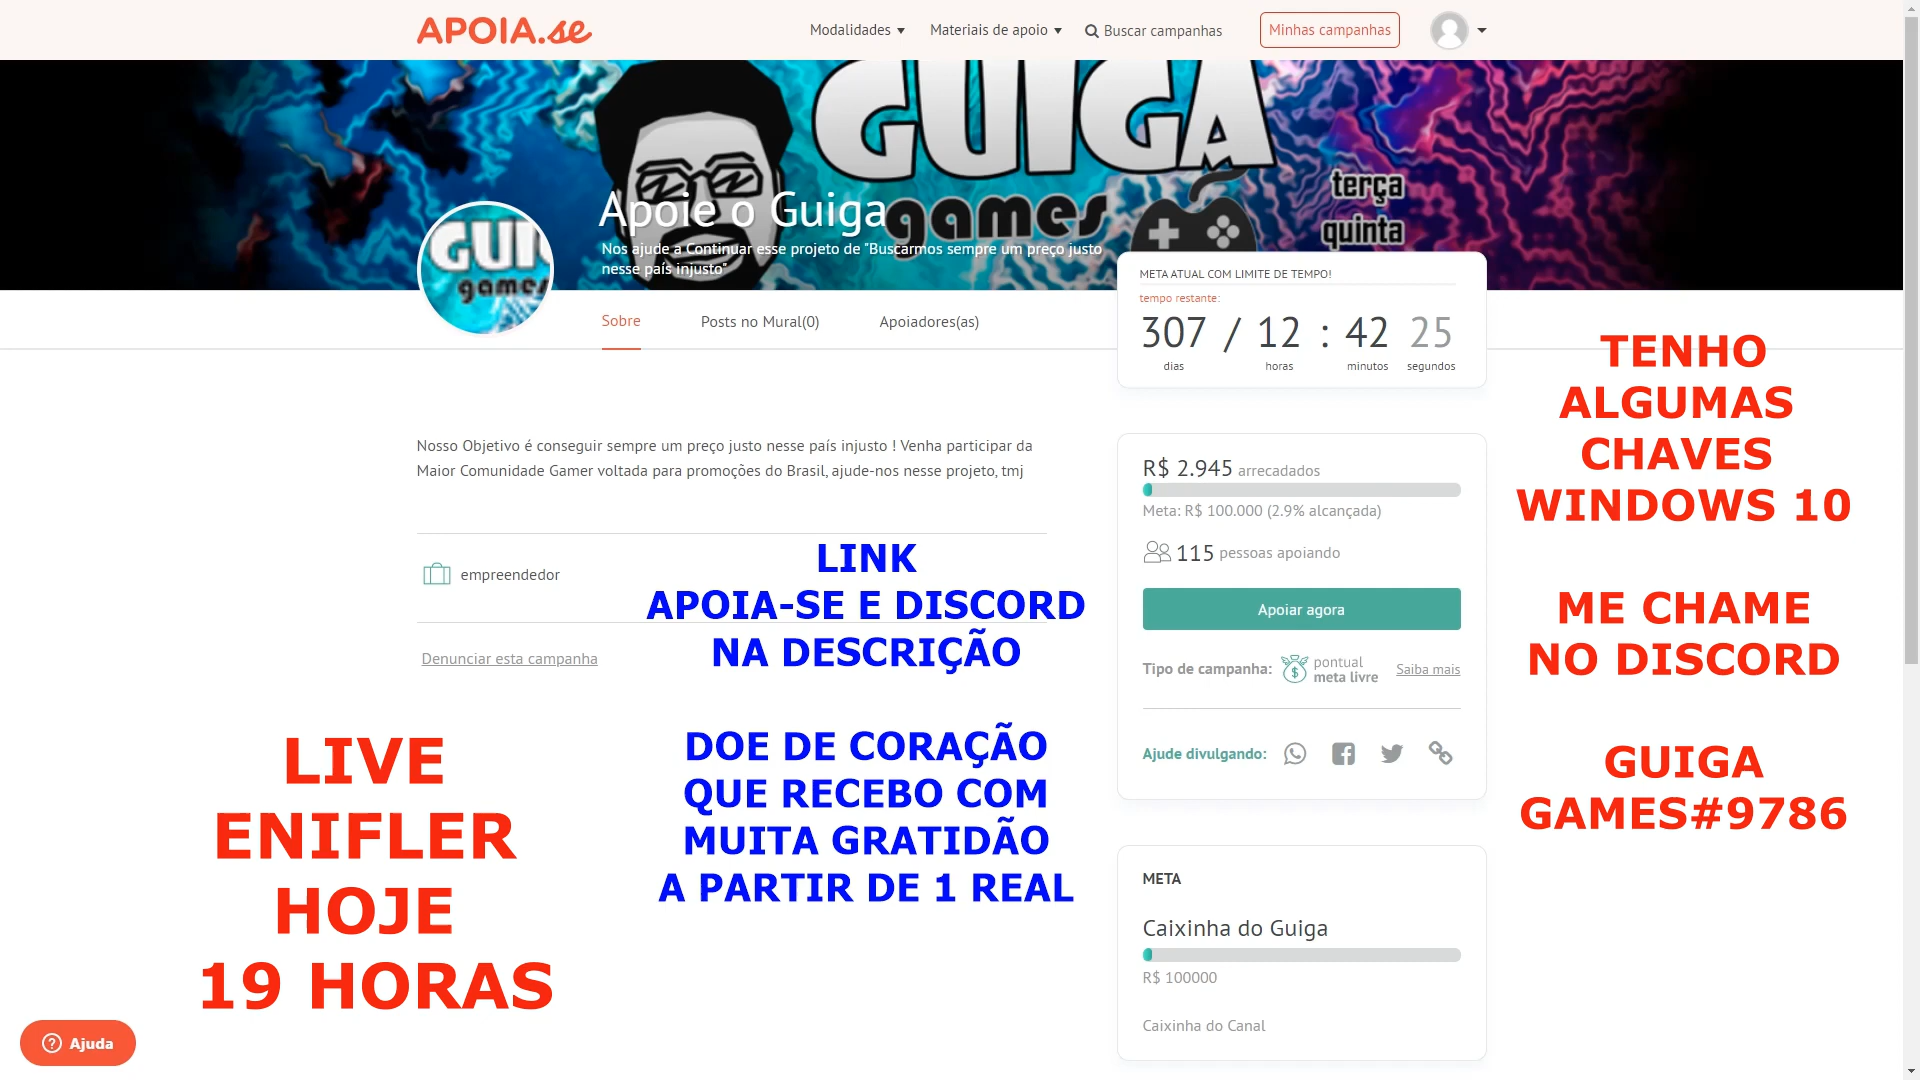 APOIA.se
Modalidades
Materiais de apoio
Buscar campanhas
Minhas campanhas
GUIGA
games
terça
quinta
GUI
games
Apoie o Guiga
Nos ajude a Continuar esse projeto de "Buscarmos sempre um preço justo
nesse país injusto"
Sobre
Posts no Mural(0)
Apoiadores(as)
META ATUAL COM LIMITE DE TEMPO!
tempo restante:
307 / 12 : 42 25
dias horas minutos segundos
Nosso Objetivo é conseguir sempre um preço justo nesse país injusto ! Venha participar da
Maior Comunidade Gamer voltada para promoções do Brasil, ajude-nos nesse projeto, tmj
empreendedor
Denunciar esta campanha
LINK
APOIA-SE E DISCORD
NA DESCRIÇÃO
DOE DE CORAÇÃO
QUE RECEBO COM
MUITA GRATIDÃO
A PARTIR DE 1 REAL
LIVE
ENIFLER
HOJE
19 HORAS
R$ 2.945 arrecadados
Meta: R$ 100.000 (2.9% alcançada)
115 pessoas apoiando
Apoiar agora
Tipo de campanha:
$
pontual
meta livre
Saiba mais
Ajude divulgando:
META
Caixinha do Guiga
R$ 100000
Caixinha do Canal
TENHO
ALGUMAS
CHAVES
WINDOWS 10
ME CHAME
NO DISCORD
GUIGA
GAMES#9786
? Ajuda